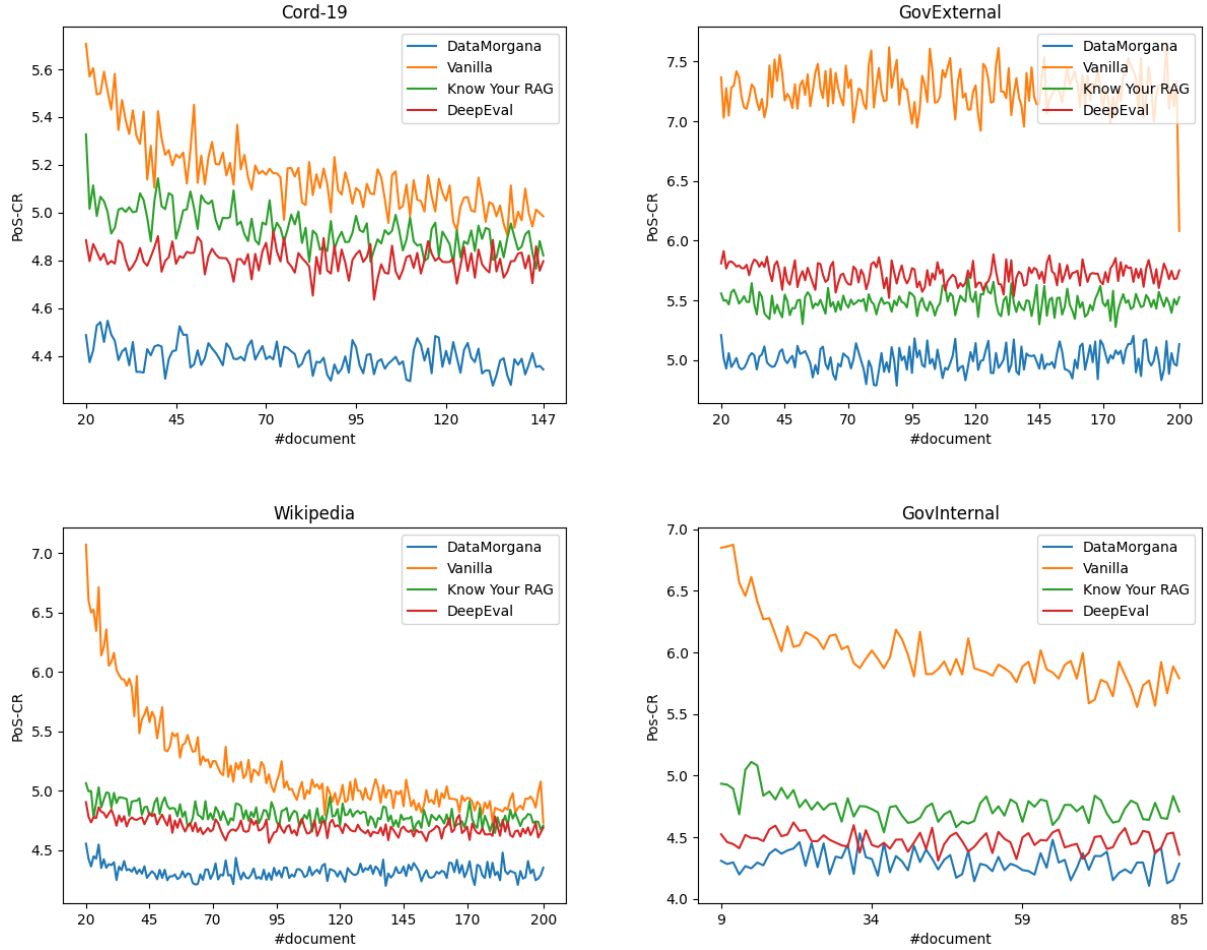 Cord-19
DataMorgana
Vanilla
Know Your RAG
DeepEval
5.6
5.4
5.2
5.0
4.8
4.6
4.4
PoS-CR
20 45 70 95 120 147
#document
GovExternal
DataMorgana
Vanilla
Know Your RAG
DeepEval
7.5
7.0
6.5
6.0
5.5
5.0
PoS-CR
20 45 70 95 120 145 170 200
#document
Wikipedia
DataMorgana
Vanilla
Know Your RAG
DeepEval
7.0
6.5
6.0
5.5
5.0
4.5
PoS-CR
20 45 70 95 120 145 170 200
#document
GovInternal
DataMorgana
Vanilla
Know Your RAG
DeepEval
7.0
6.5
6.0
5.5
5.0
4.5
4.0
PoS-CR
9 34 59 85
#document